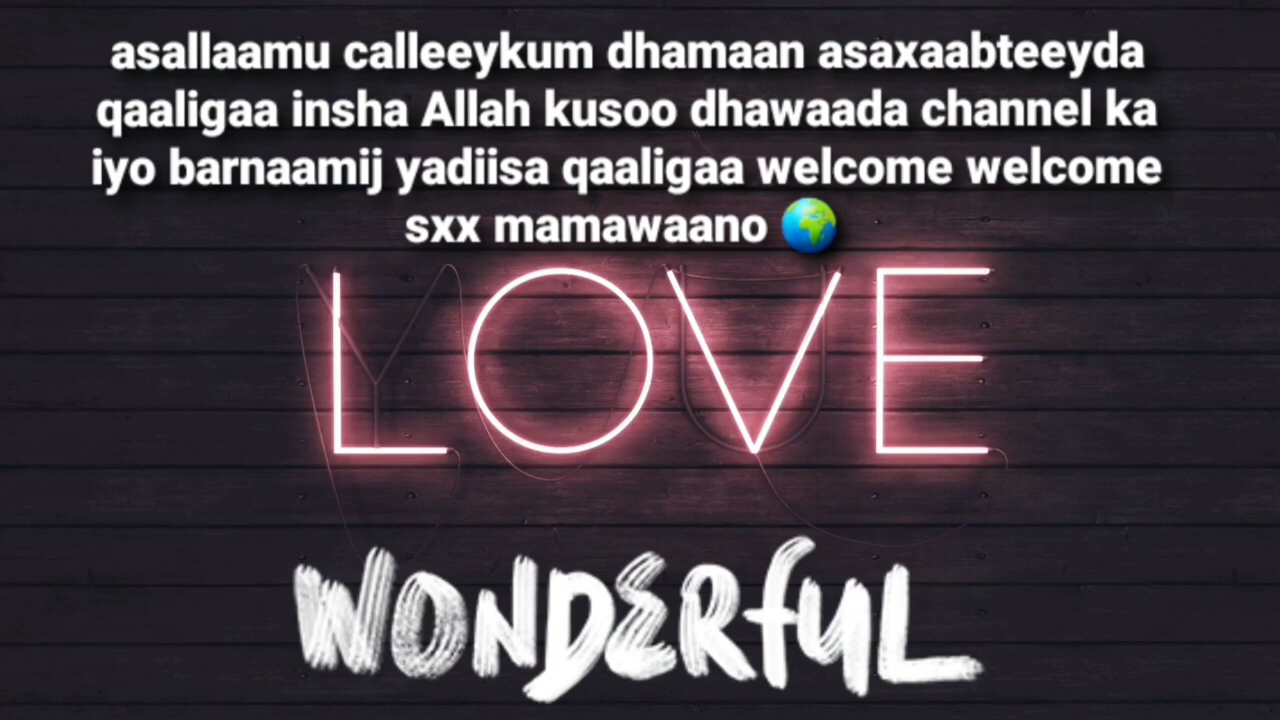 asallaamu calleeykum dhamaan asaxaabteeyda
qaaligaa insha Allah kusoo dhawaada channel ka
iyo barnaamij yadiisa qaaligaa welcome welcome
sxx mamawaano 🌍
LOVE
WONDERfUL